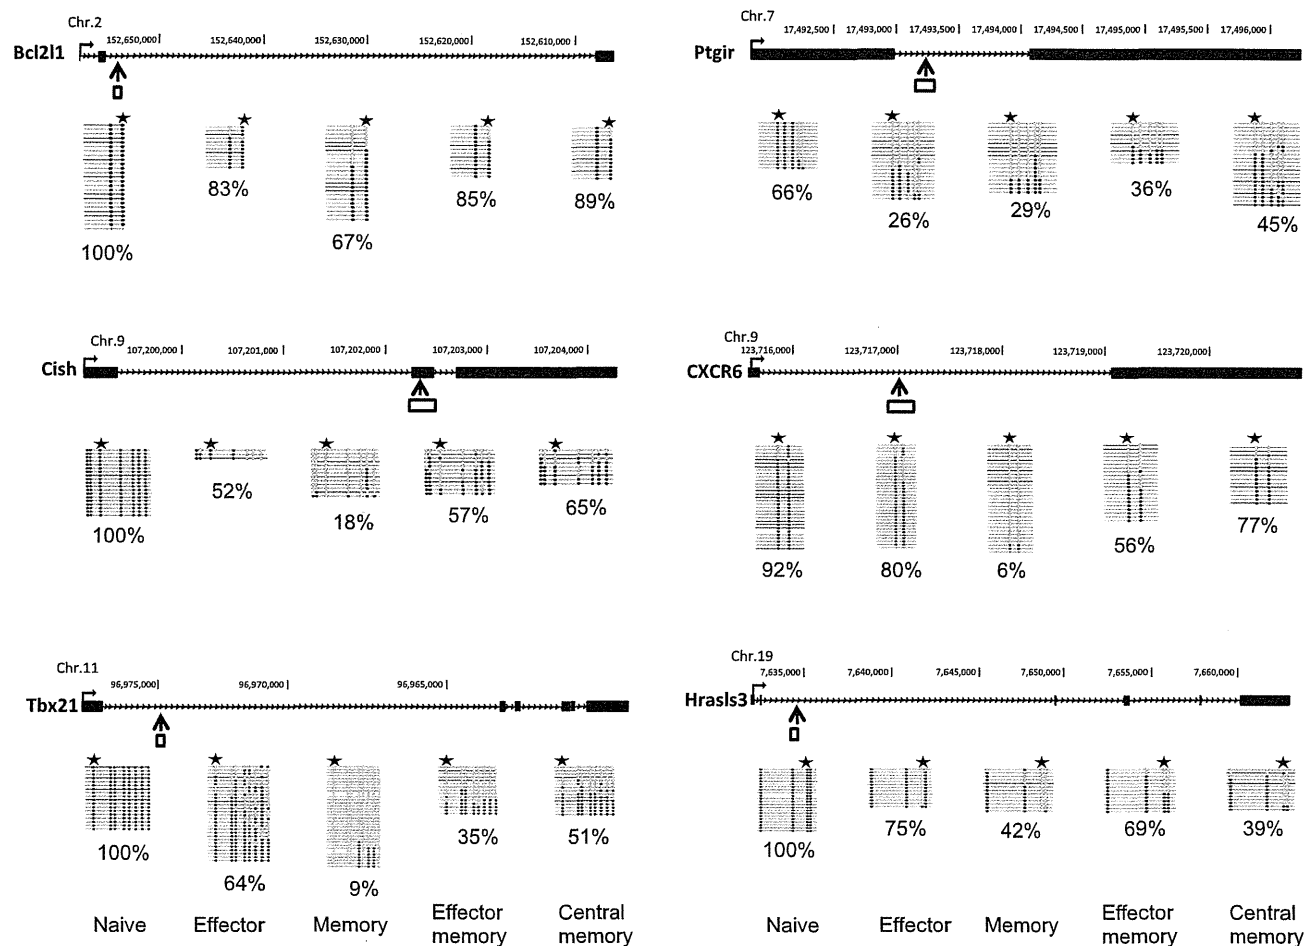 Chr.2
152,650,000 152,640,000 152,630,000 152,620,000 152,610,000
Bcl2l1
100% 83% 67% 85% 89%
Chr.7
17,492,500 17,493,000 17,493,500 17,494,000 17,494,500 17,495,000 17,495,500 17,496,000
Ptgir
66% 26% 29% 36% 45%
Chr.9
107,200,000 107,201,000 107,202,000 107,203,000 107,204,000
Cish
100% 52% 18% 57% 65%
Chr.9
123,716,000 123,717,000 123,718,000 123,719,000 123,720,000
CXCR6
92% 80% 6% 56% 77%
Chr.11
96,975,000 96,970,000 96,965,000
Tbx21
100% 64% 9% 35% 51%
Chr.19
7,635,000 7,640,000 7,645,000 7,650,000 7,655,000 7,660,000
Hrasls3
100% 75% 42% 69% 39%
Naive Effector Memory Effector memory Central memory
Naive Effector Memory Effector memory Central memory